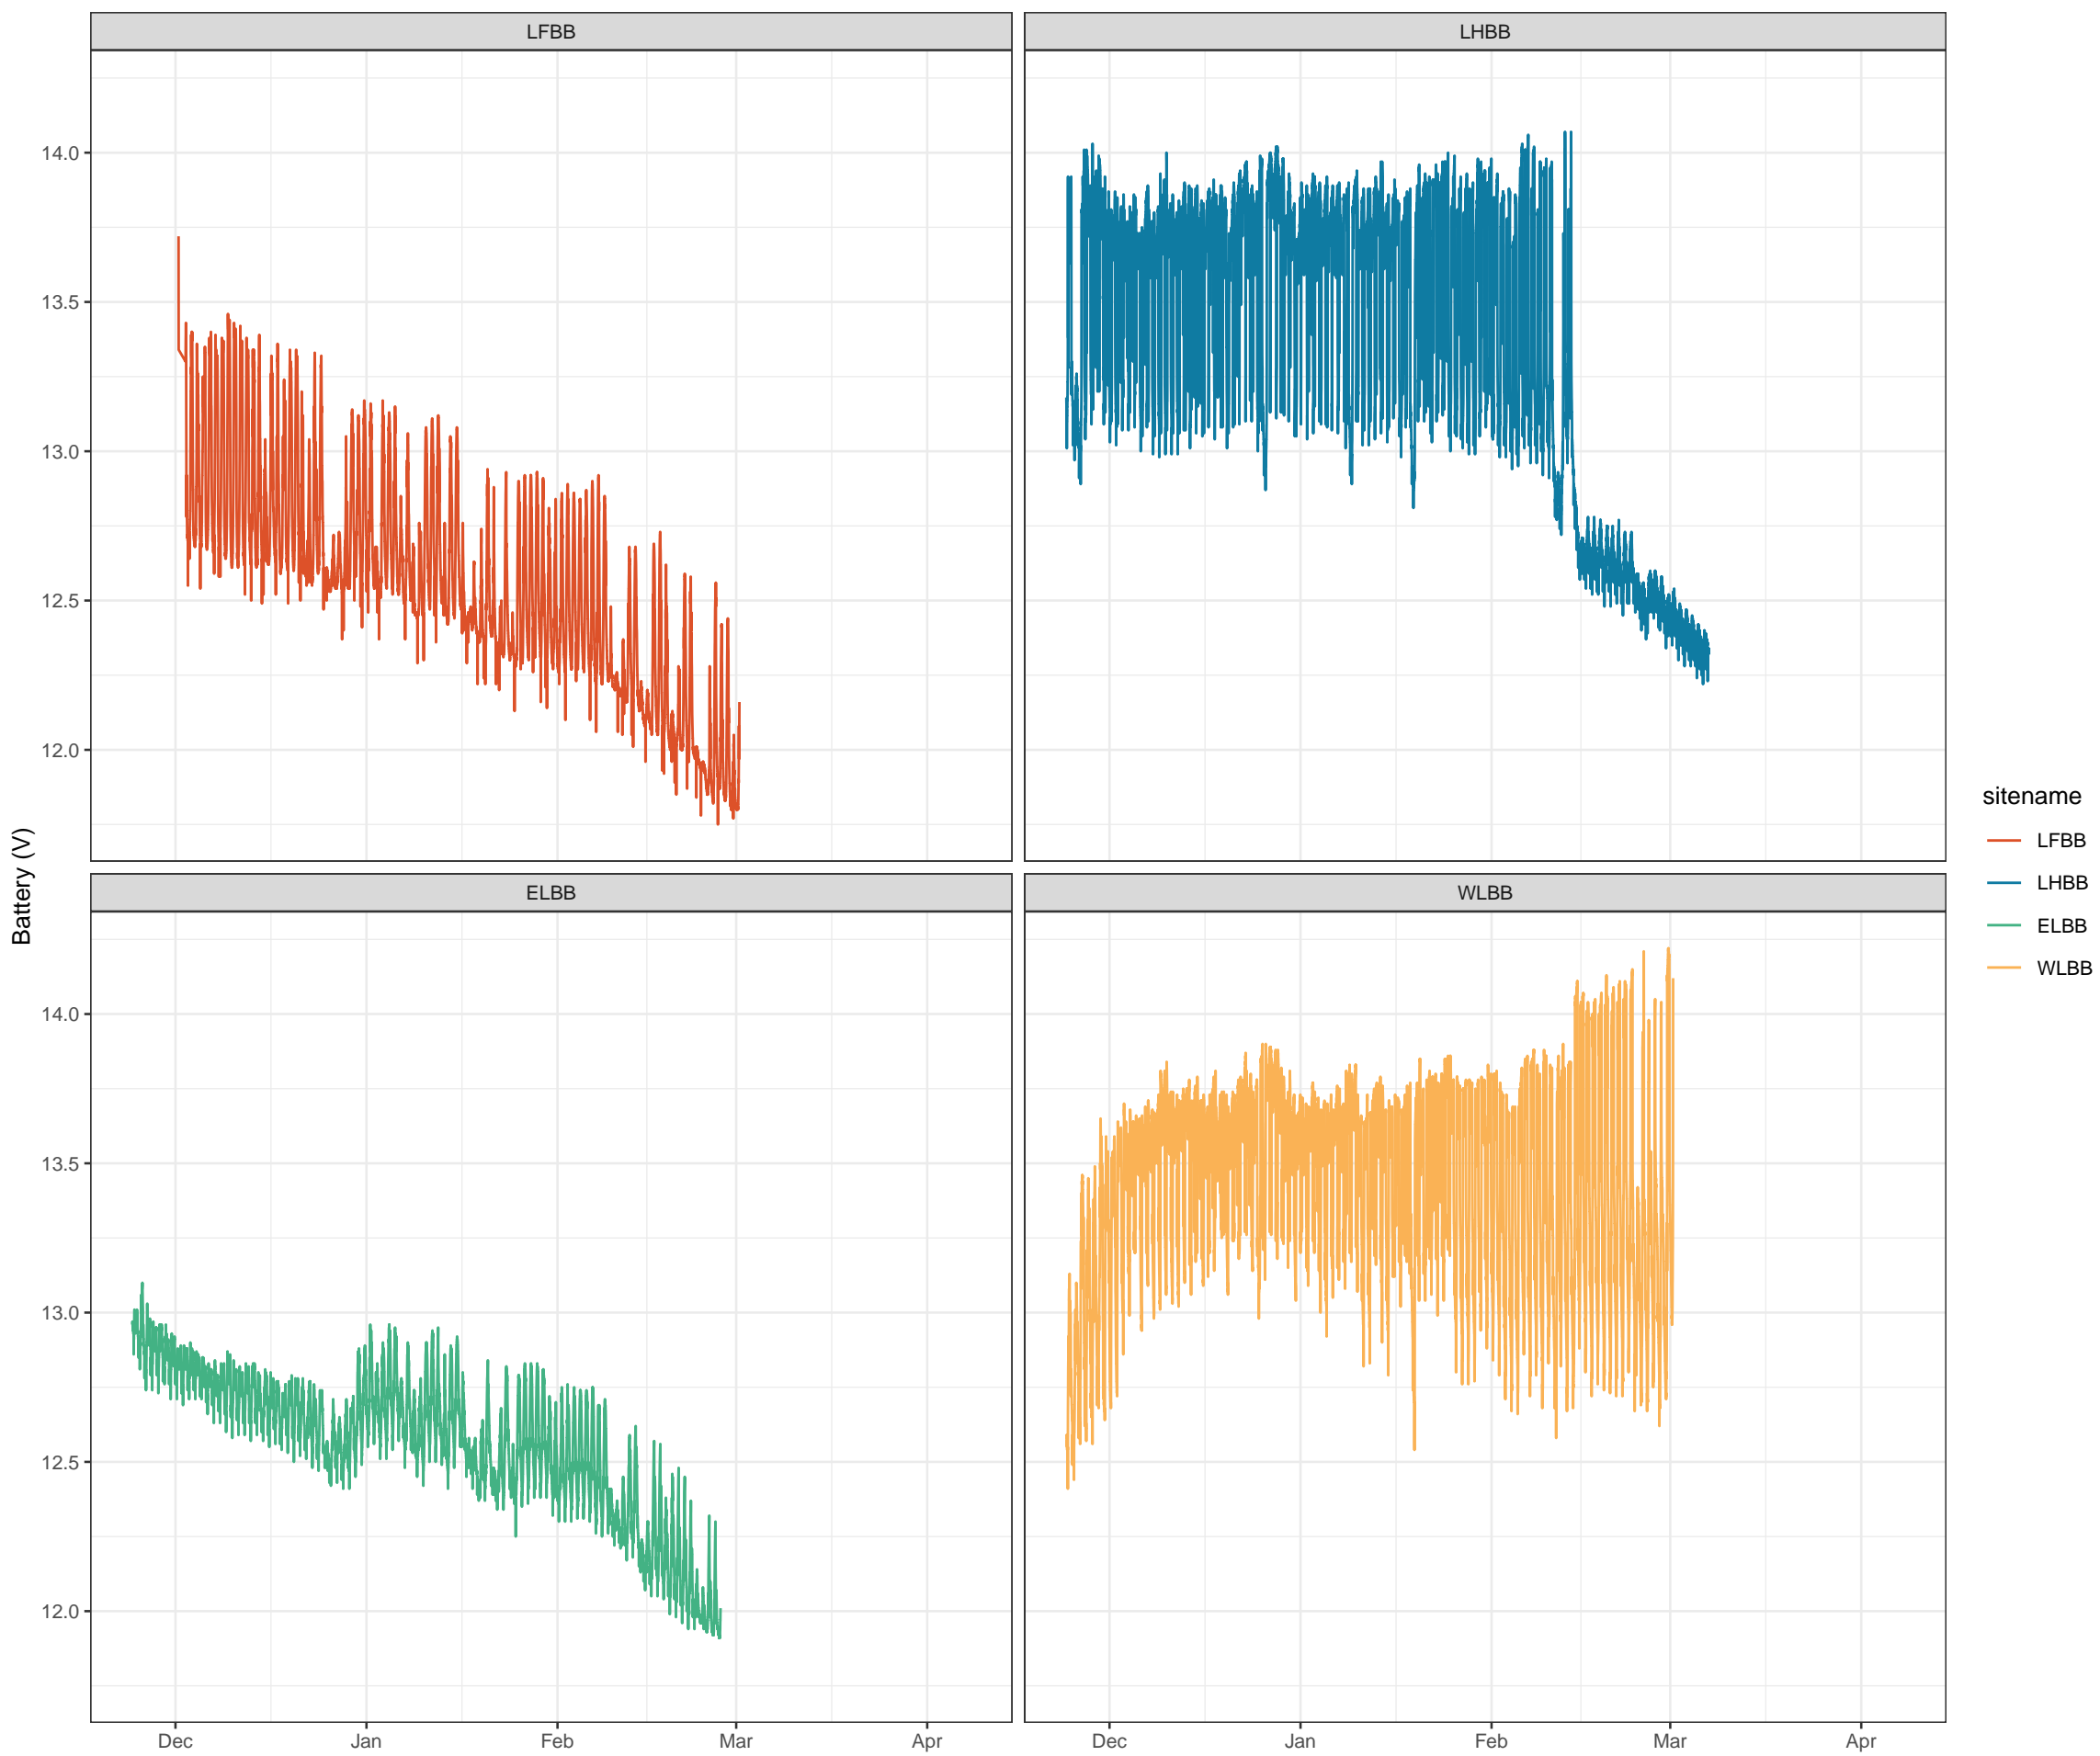 LFBB
LHBB
14.0
13.5
13.0
12.5
12.0
ELBB
WLBB
14.0
13.5
13.0
12.5
12.0
Dec
Jan
Feb
Mar
Apr
Dec
Jan
Feb
Mar
Apr
Battery (V)
sitename
LFBB
LHBB
ELBB
WLBB